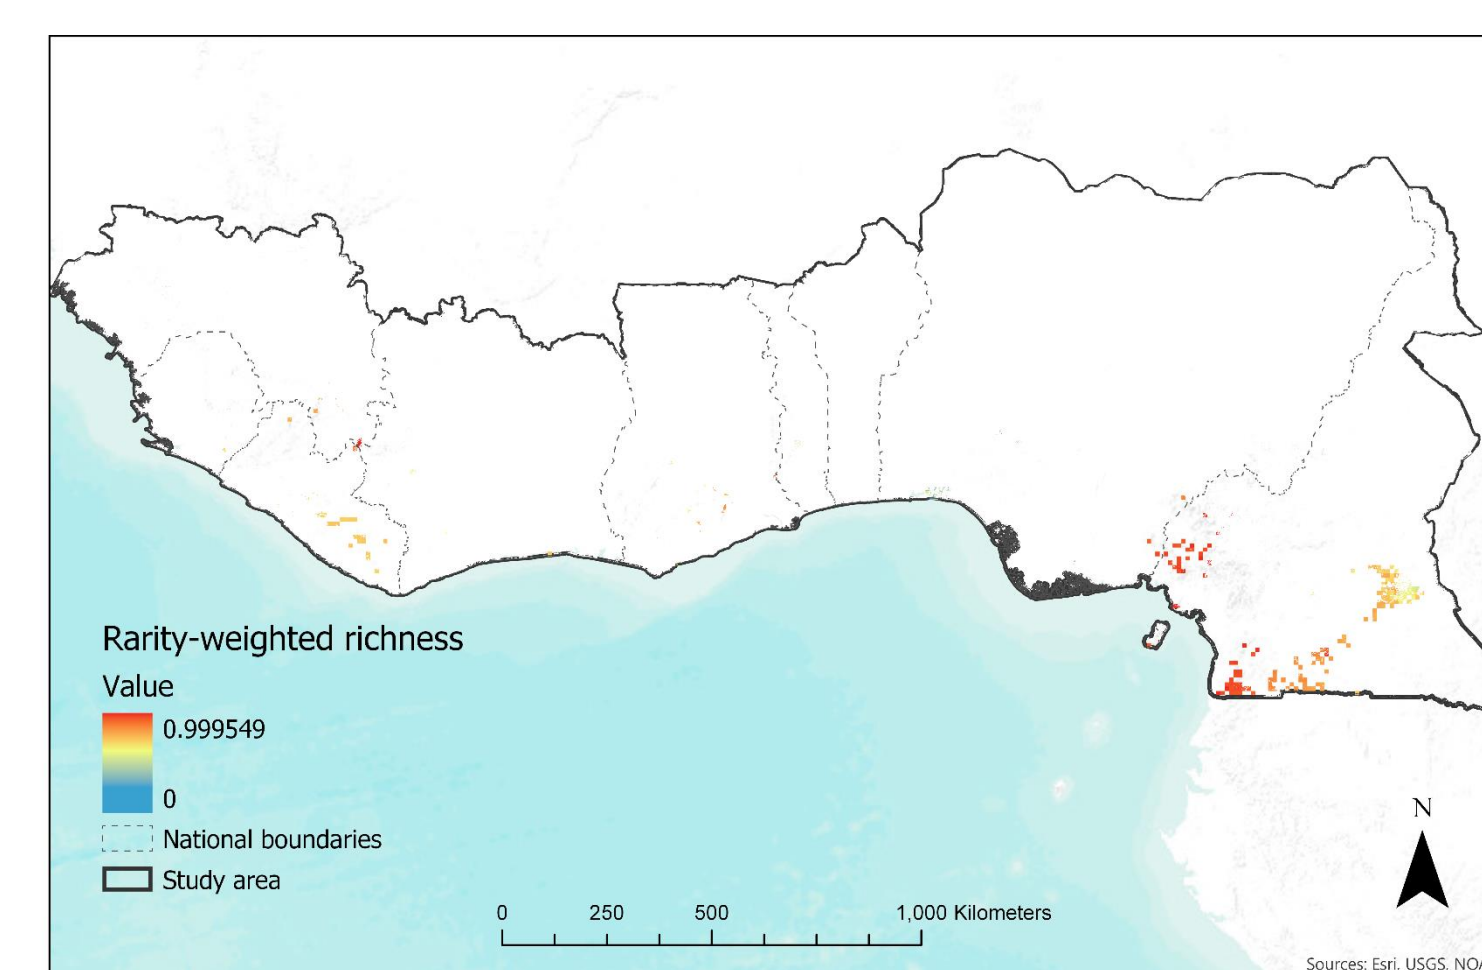 Rarity-weighted richness
Value
0.999549
0
National boundaries
Study area
0 250 500 1,000 Kilometers
N
Sources: Esri, USGS, NOA